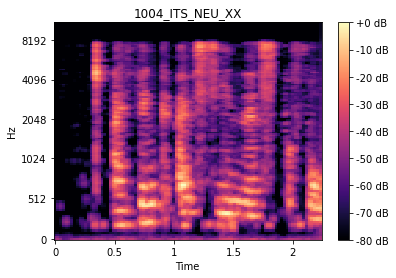 1004_ITS_NEU_XX
+0 dB
8192
-10 dB
4096
-20 dB
-30 dB
Hz
2048
-40 dB
1024
-50 dB
512
-60 dB
-70 dB
0
-80 dB
0 0.5 1 1.5 2
Time